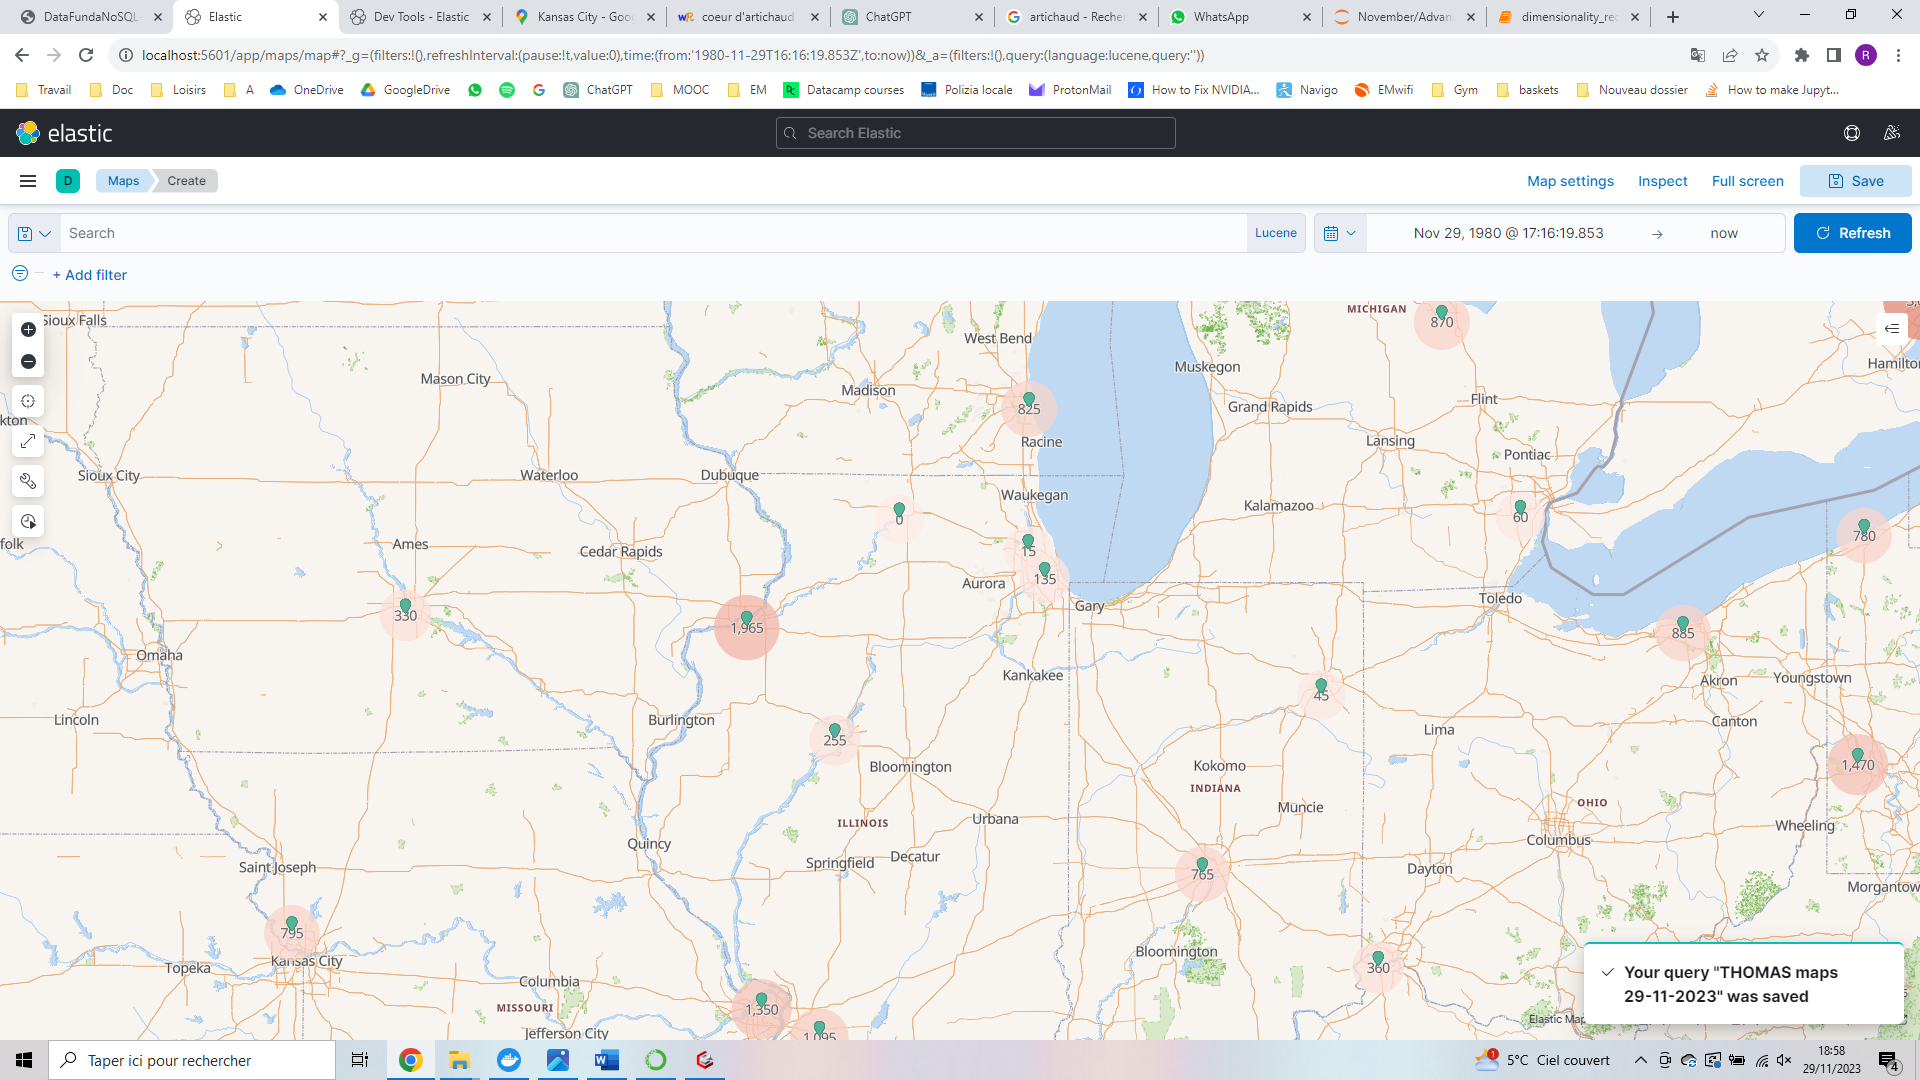 DataFundaNoSQL
Elastic
Dev Tools - Elastic
Kansas City - Goo
coeur d'artichaud
ChatGPT
artichaud - Recher
WhatsApp
November/Advan
dimensionality_rec
localhost:5601/app/maps/map#?_g=(filters:!(),refreshInterval:(pause:!t,value:0),time:(from:'1980-11-29T16:16:19.853Z',to:now))&_a=(filters:!(),query:(language:lucene,query:''))
R
Travail
Doc
Loisirs
A
OneDrive
GoogleDrive
ChatGPT
MOOC
EM
Datacamp courses
Polizia locale
ProtonMail
How to Fix NVIDIA...
Navigo
EMwifi
Gym
baskets
Nouveau dossier
How to make Jupyt...
elastic
Search Elastic
D
Maps
Create
Map settings
Inspect
Full screen
Save
Search
Lucene
Nov 29, 1980 @ 17:16:19.853
→
now
Refresh
+ Add filter
Sioux Falls
MICHIGAN
870
West Bend
Mason City
Madison
Muskegon
Hamilton
825
Grand Rapids
Flint
kton
Racine
Lansing
Pontiac
Sioux City
Waterloo
Dubuque
Waukegan
Kalamazoo
0
60
780
folk
Ames
Cedar Rapids
15
135
Aurora
Gary
Toledo
330
1,965
885
Omaha
Kankakee
Akron
Youngstown
45
Lincoln
Burlington
Lima
Canton
255
Bloomington
Kokomo
INDIANA
1,470
Muncie
OHIO
ILLINOIS
Urbana
Wheeling
Quincy
Columbus
Springfield
Decatur
Saint Joseph
765
Dayton
Morgantow
795
Bloomington
Topeka
Kansas City
360
Columbia
MISSOURI
1,350
Jefferson City
1,095
Your query "THOMAS maps
29-11-2023" was saved
Elastic Map
Taper ici pour rechercher
1
5°C Ciel couvert
18:58
29/11/2023
4